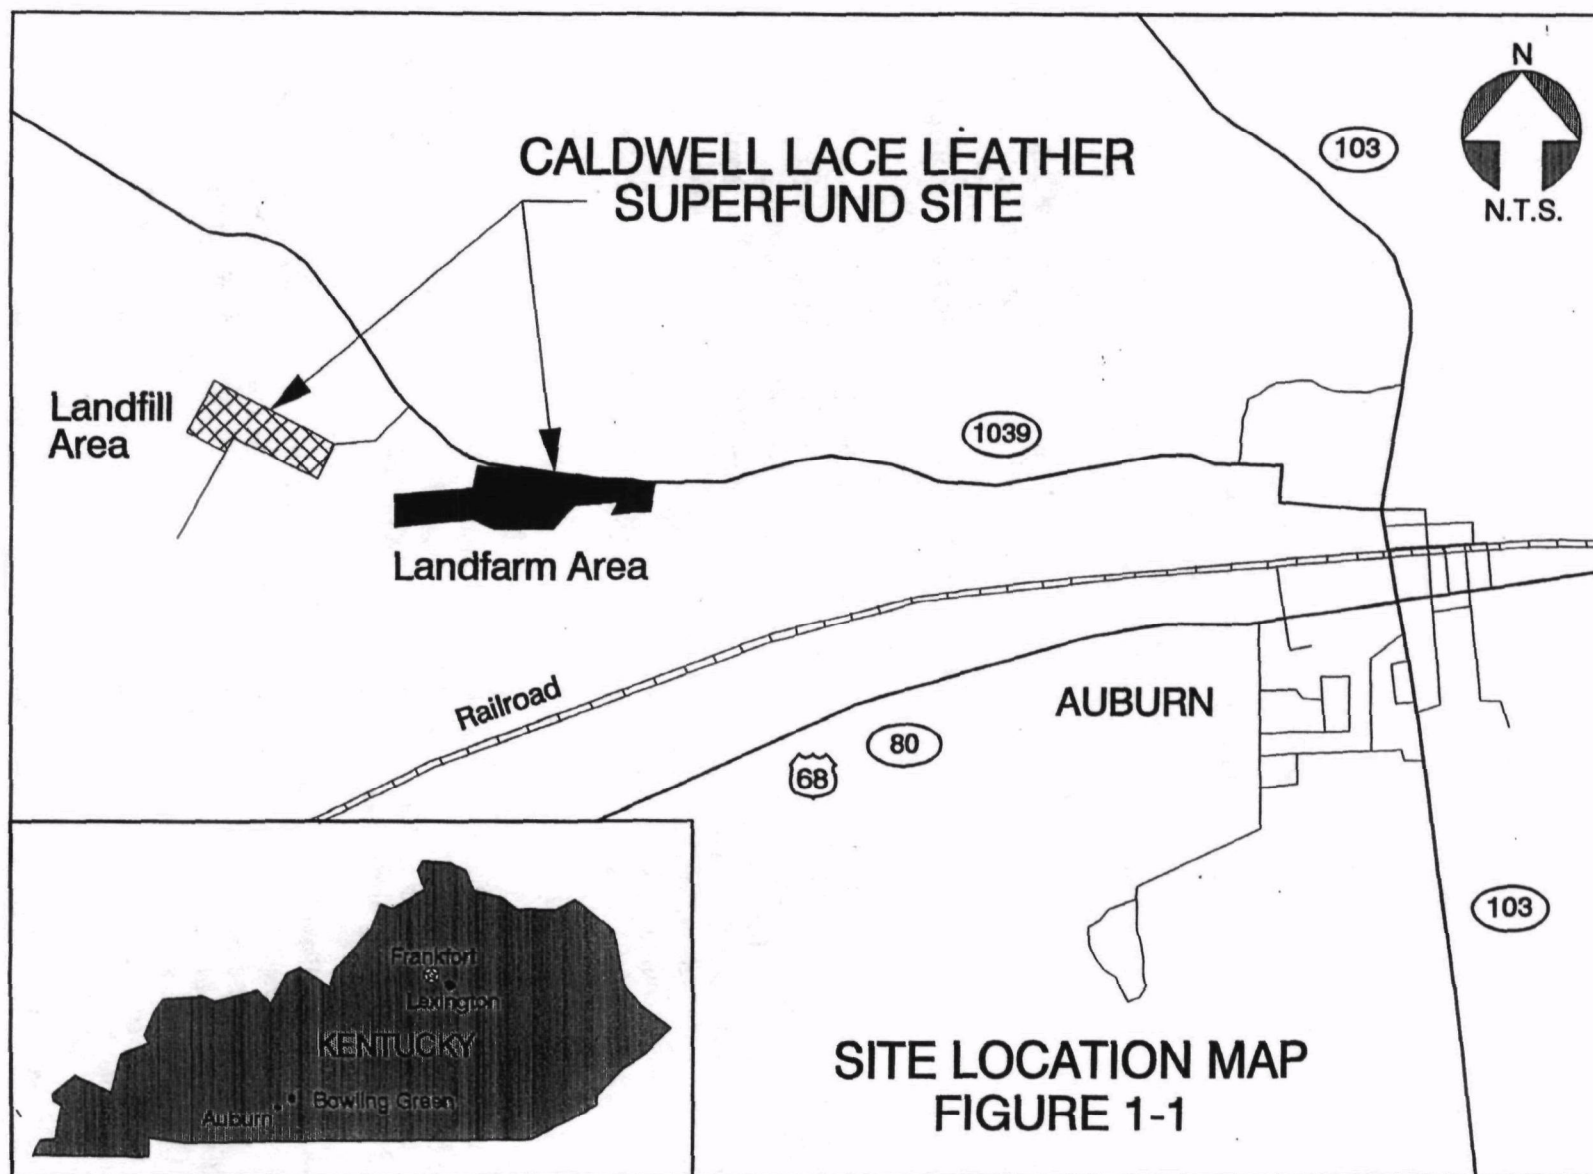 N
103
N.T.S.
CALDWELL LACE LEATHER
SUPERFUND SITE
Landfill
Area
1039
Landfarm Area
Railroad
AUBURN
80
68
103
Frankfort
Lexington
KENTUCKY
Bowling Green
Auburn
SITE LOCATION MAP
FIGURE 1-1